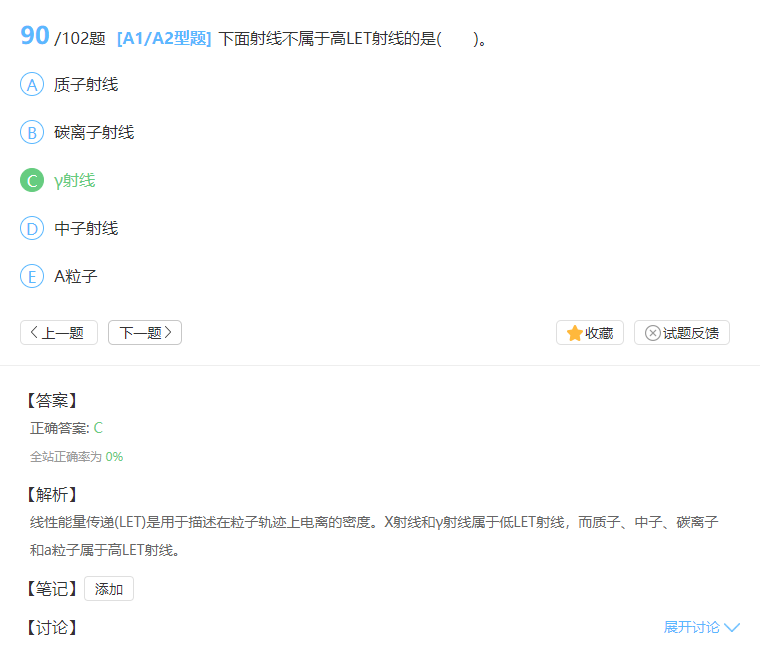 90 /102题 [A1/A2型题] 下面射线不属于高LET射线的是(　　)。
A 质子射线
B 碳离子射线
C γ射线
D 中子射线
E A粒子
上一题 下一题 收藏 试题反馈
【答案】
正确答案: C
全站正确率为 0%
【解析】
线性能量传递(LET)是用于描述在粒子轨迹上电离的密度。X射线和γ射线属于低LET射线，而质子、中子、碳离子
和a粒子属于高LET射线。
【笔记】 添加
【讨论】 展开讨论